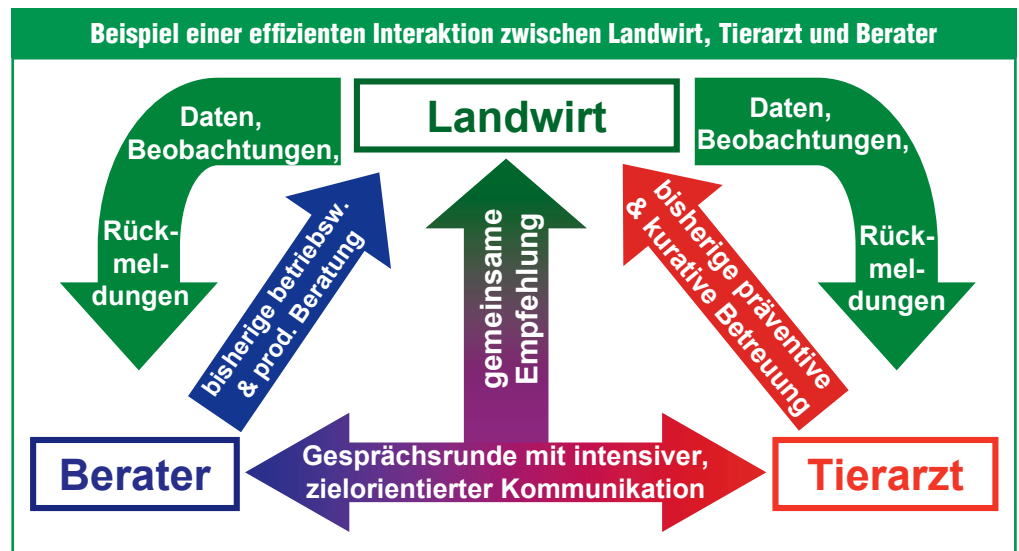 Beispiel einer effizienten Interaktion zwischen Landwirt, Tierarzt und Berater
Landwirt
Daten,
Beobachtungen,
Rück-
mel-
dungen
Daten,
Beobachtungen,
Rück-
mel-
dungen
bisherige betriebsw.
& prod. Beratung
gemeinsame
Empfehlung
bisherige präventive
& kurative Betreuung
Berater
Gesprächsrunde mit intensiver,
zielorientierter Kommunikation
Tierarzt